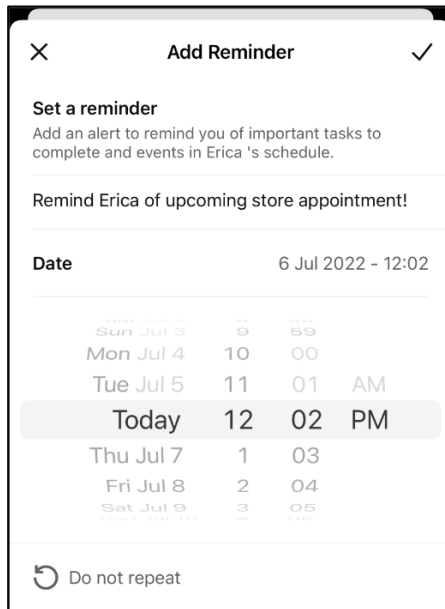 Add Reminder
Set a reminder
Add an alert to remind you of important tasks to
complete and events in Erica 's schedule.
Remind Erica of upcoming store appointment!
Date 6 Jul 2022 - 12:02
Sun Jul 3 9 59
Mon Jul 4 10 00
Tue Jul 5 11 01 AM
Today 12 02 PM
Thu Jul 7 1 03
Fri Jul 8 2 04
Sat Jul 9 3 05
Do not repeat